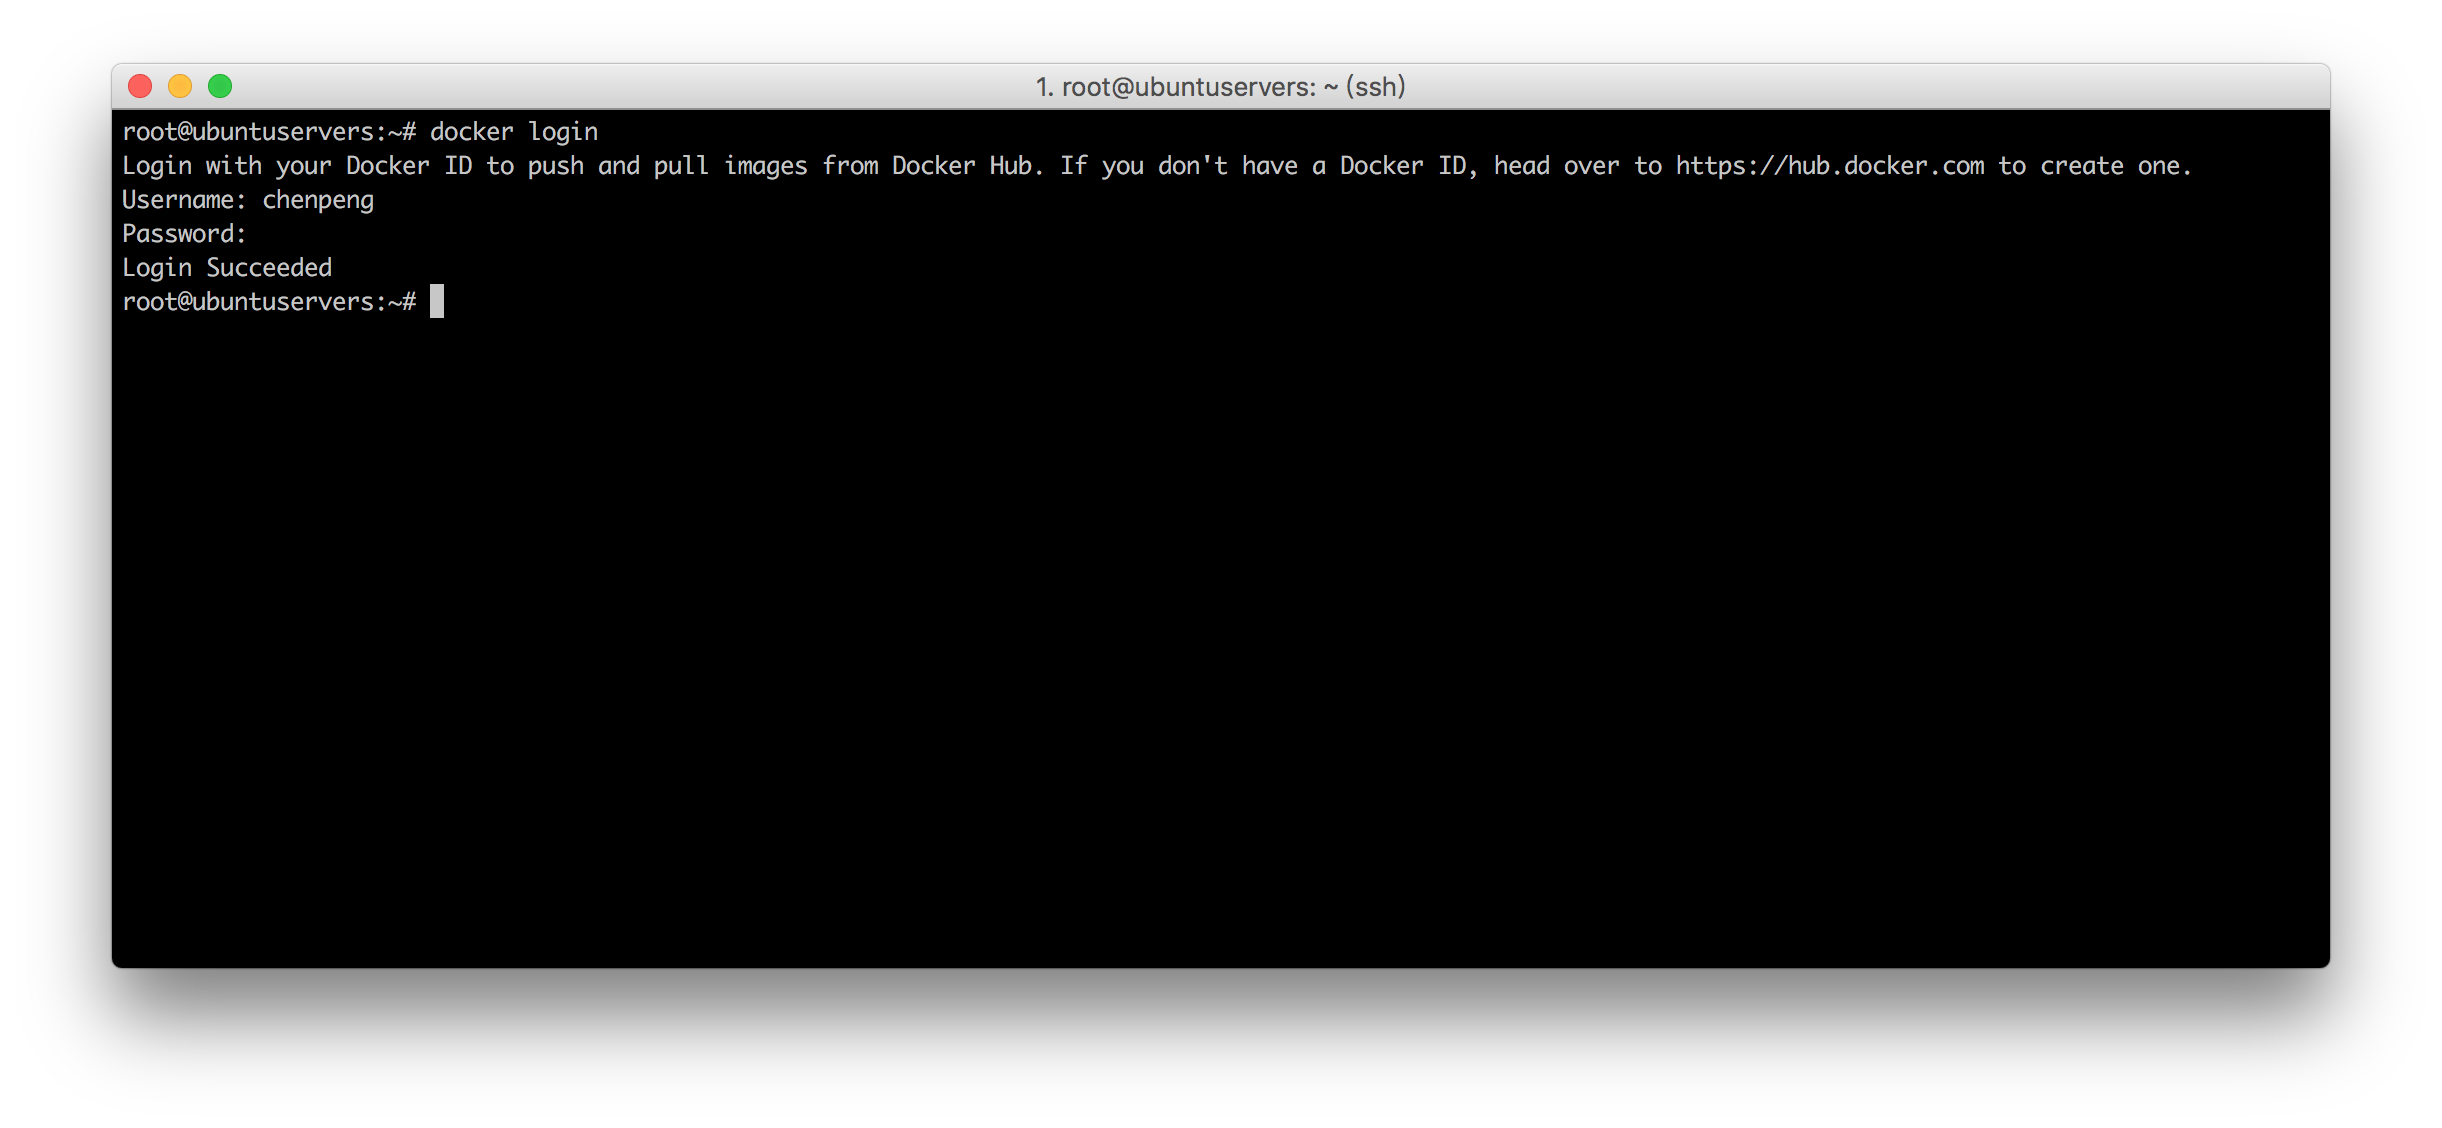 1. root@ubuntuservers: ~ (ssh)
root@ubuntuservers:~# docker login
Login with your Docker ID to push and pull images from Docker Hub. If you don't have a Docker ID, head over to https://hub.docker.com to create one.
Username: chenpeng
Password:
Login Succeeded
root@ubuntuservers:~#